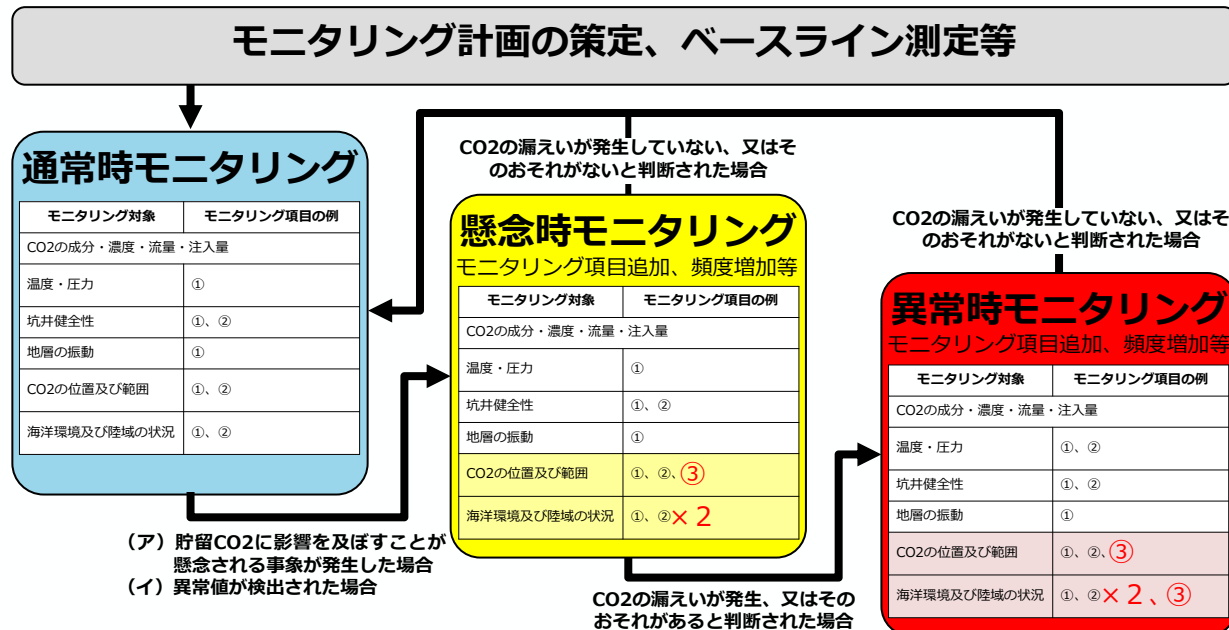 モニタリング計画の策定、ベースライン測定等
通常時モニタリング
モニタリング対象 モニタリング項目の例
CO2の成分・濃度・流量・注入量
温度・圧力 ①
坑井健全性 ①、②
地層の振動 ①
CO2の位置及び範囲 ①、②
海洋環境及び陸域の状況 ①、②
(ア)貯留CO2に影響を及ぼすことが
懸念される事象が発生した場合
(イ)異常値が検出された場合
CO2の漏えいが発生していない、又はそ
のおそれがないと判断された場合
懸念時モニタリング
モニタリング項目追加、頻度増加等
モニタリング対象 モニタリング項目の例
CO2の成分・濃度・流量・注入量
温度・圧力 ①
坑井健全性 ①、②
地層の振動 ①
CO2の位置及び範囲 ①、②、③
海洋環境及び陸域の状況 ①、②×2
CO2の漏えいが発生、又はその
おそれがあると判断された場合
CO2の漏えいが発生していない、又はそ
のおそれがないと判断された場合
異常時モニタリング
モニタリング項目追加、頻度増加等
モニタリング対象 モニタリング項目の例
CO2の成分・濃度・流量・注入量
温度・圧力 ①、②
坑井健全性 ①、②
地層の振動 ①
CO2の位置及び範囲 ①、②、③
海洋環境及び陸域の状況 ①、②×2、③